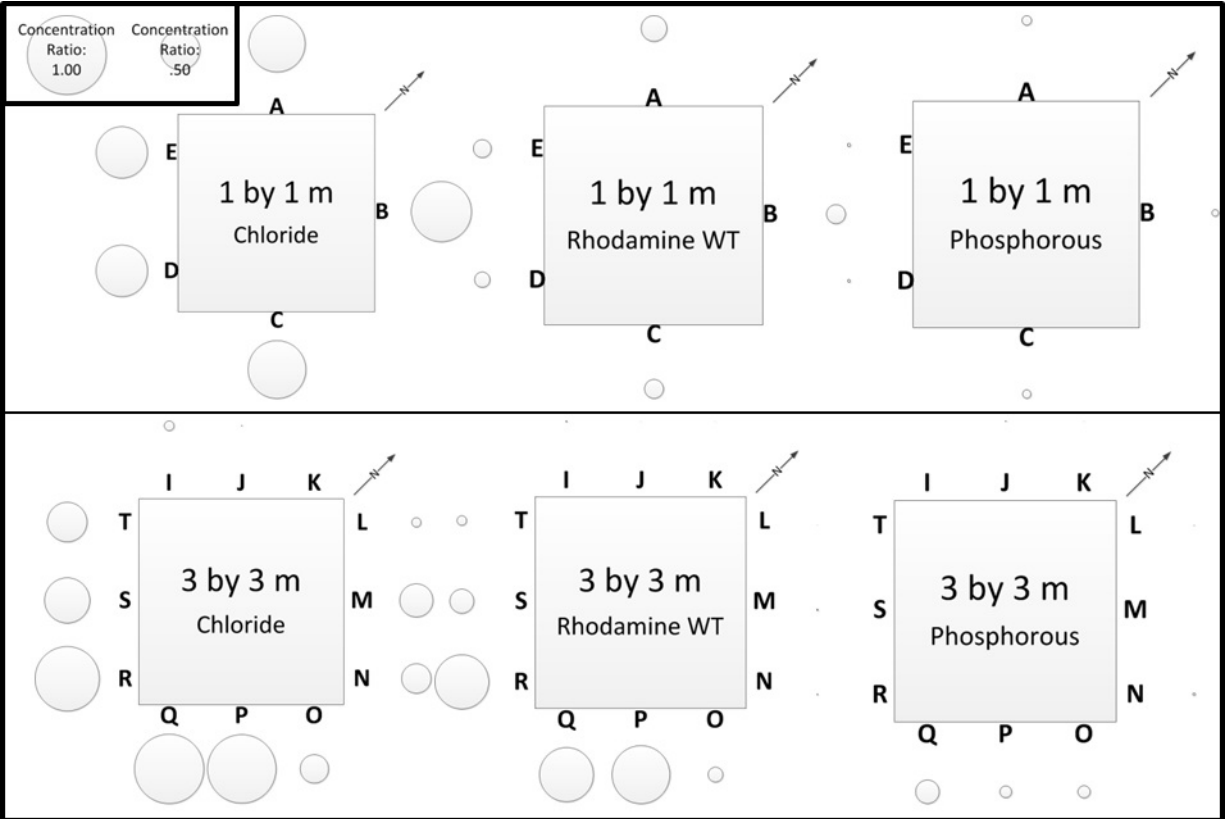 Concentration
Ratio:
1.00
Concentration
Ratio:
.50
N
A
E
B
D
C
1 by 1 m
Chloride
N
A
E
B
D
C
1 by 1 m
Rhodamine WT
N
A
E
B
D
C
1 by 1 m
Phosphorous
N
I J K
T L
S M
R N
Q P O
3 by 3 m
Chloride
N
I J K
T L
S M
R N
Q P O
3 by 3 m
Rhodamine WT
N
I J K
T L
S M
R N
Q P O
3 by 3 m
Phosphorous